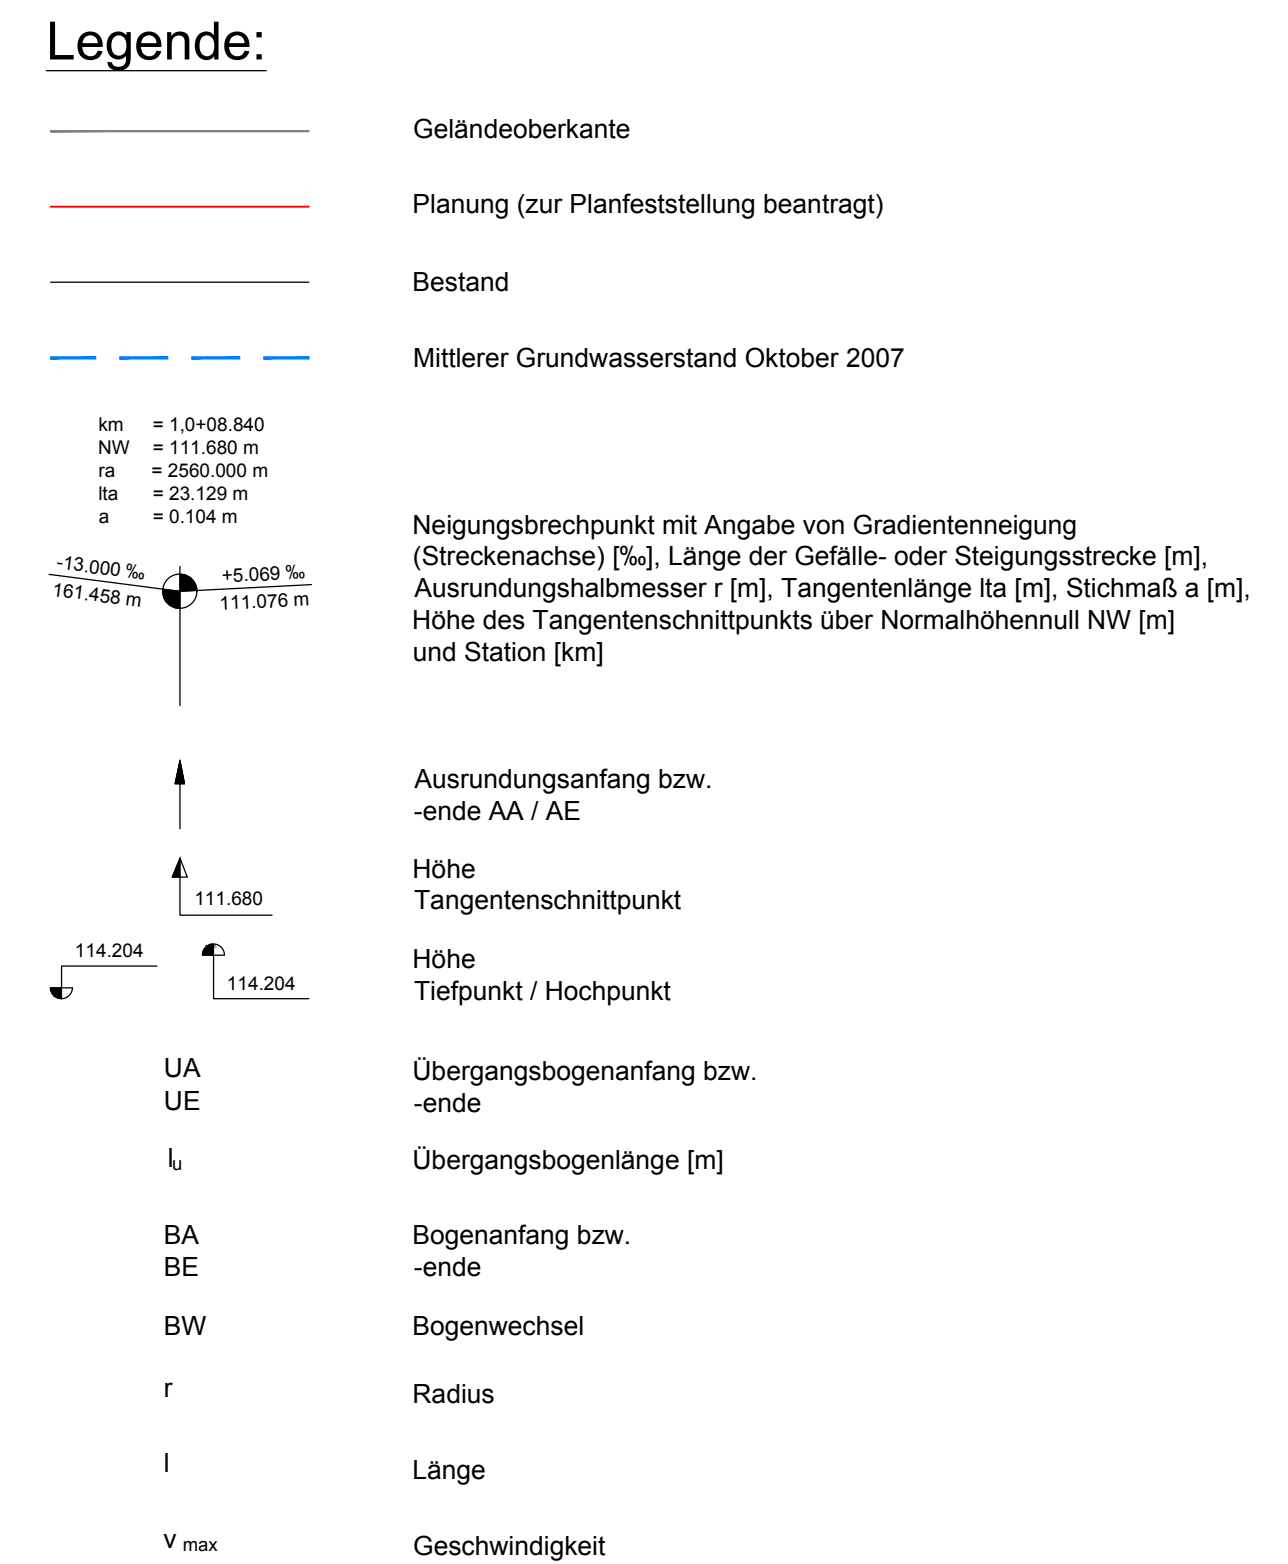 Legende:
Geländeoberkante
Planung (zur Planfeststellung beantragt)
Bestand
Mittlerer Grundwasserstand Oktober 2007
km = 1,0+08.840
NW = 111.680 m
ra = 2560.000 m
lta = 23.129 m
a = 0.104 m
-13.000 ‰
161.458 m
+5.069 ‰
111.076 m
Neigungsbrechpunkt mit Angabe von Gradientenneigung
(Streckenachse) [‰], Länge der Gefälle- oder Steigungsstrecke [m],
Ausrundungshalbmesser r [m], Tangentenlänge lta [m], Stichmaß a [m],
Höhe des Tangentenschnittpunkts über Normalhöhennull NW [m]
und Station [km]
Ausrundungsanfang bzw.
-ende AA / AE
111.680
Höhe
Tangentenschnittpunkt
114.204
114.204
Höhe
Tiefpunkt / Hochpunkt
UA
UE
Übergangsbogenanfang bzw.
-ende
lu
Übergangsbogenlänge [m]
BA
BE
Bogenanfang bzw.
-ende
BW
Bogenwechsel
r
Radius
l
Länge
v max
Geschwindigkeit